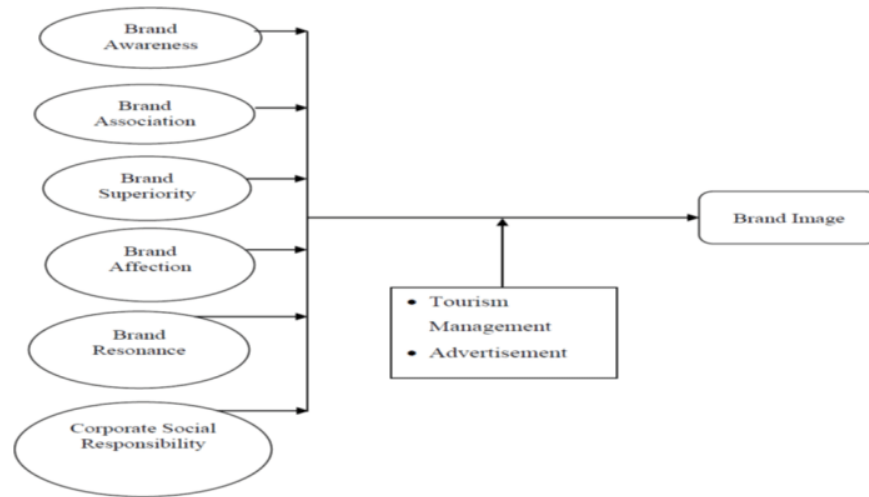 Brand
Awareness
Brand
Association
Brand
Superiority
Brand
Affection
Brand
Resonance
Corporate Social
Responsibility
Brand Image
• Tourism
Management
• Advertisement